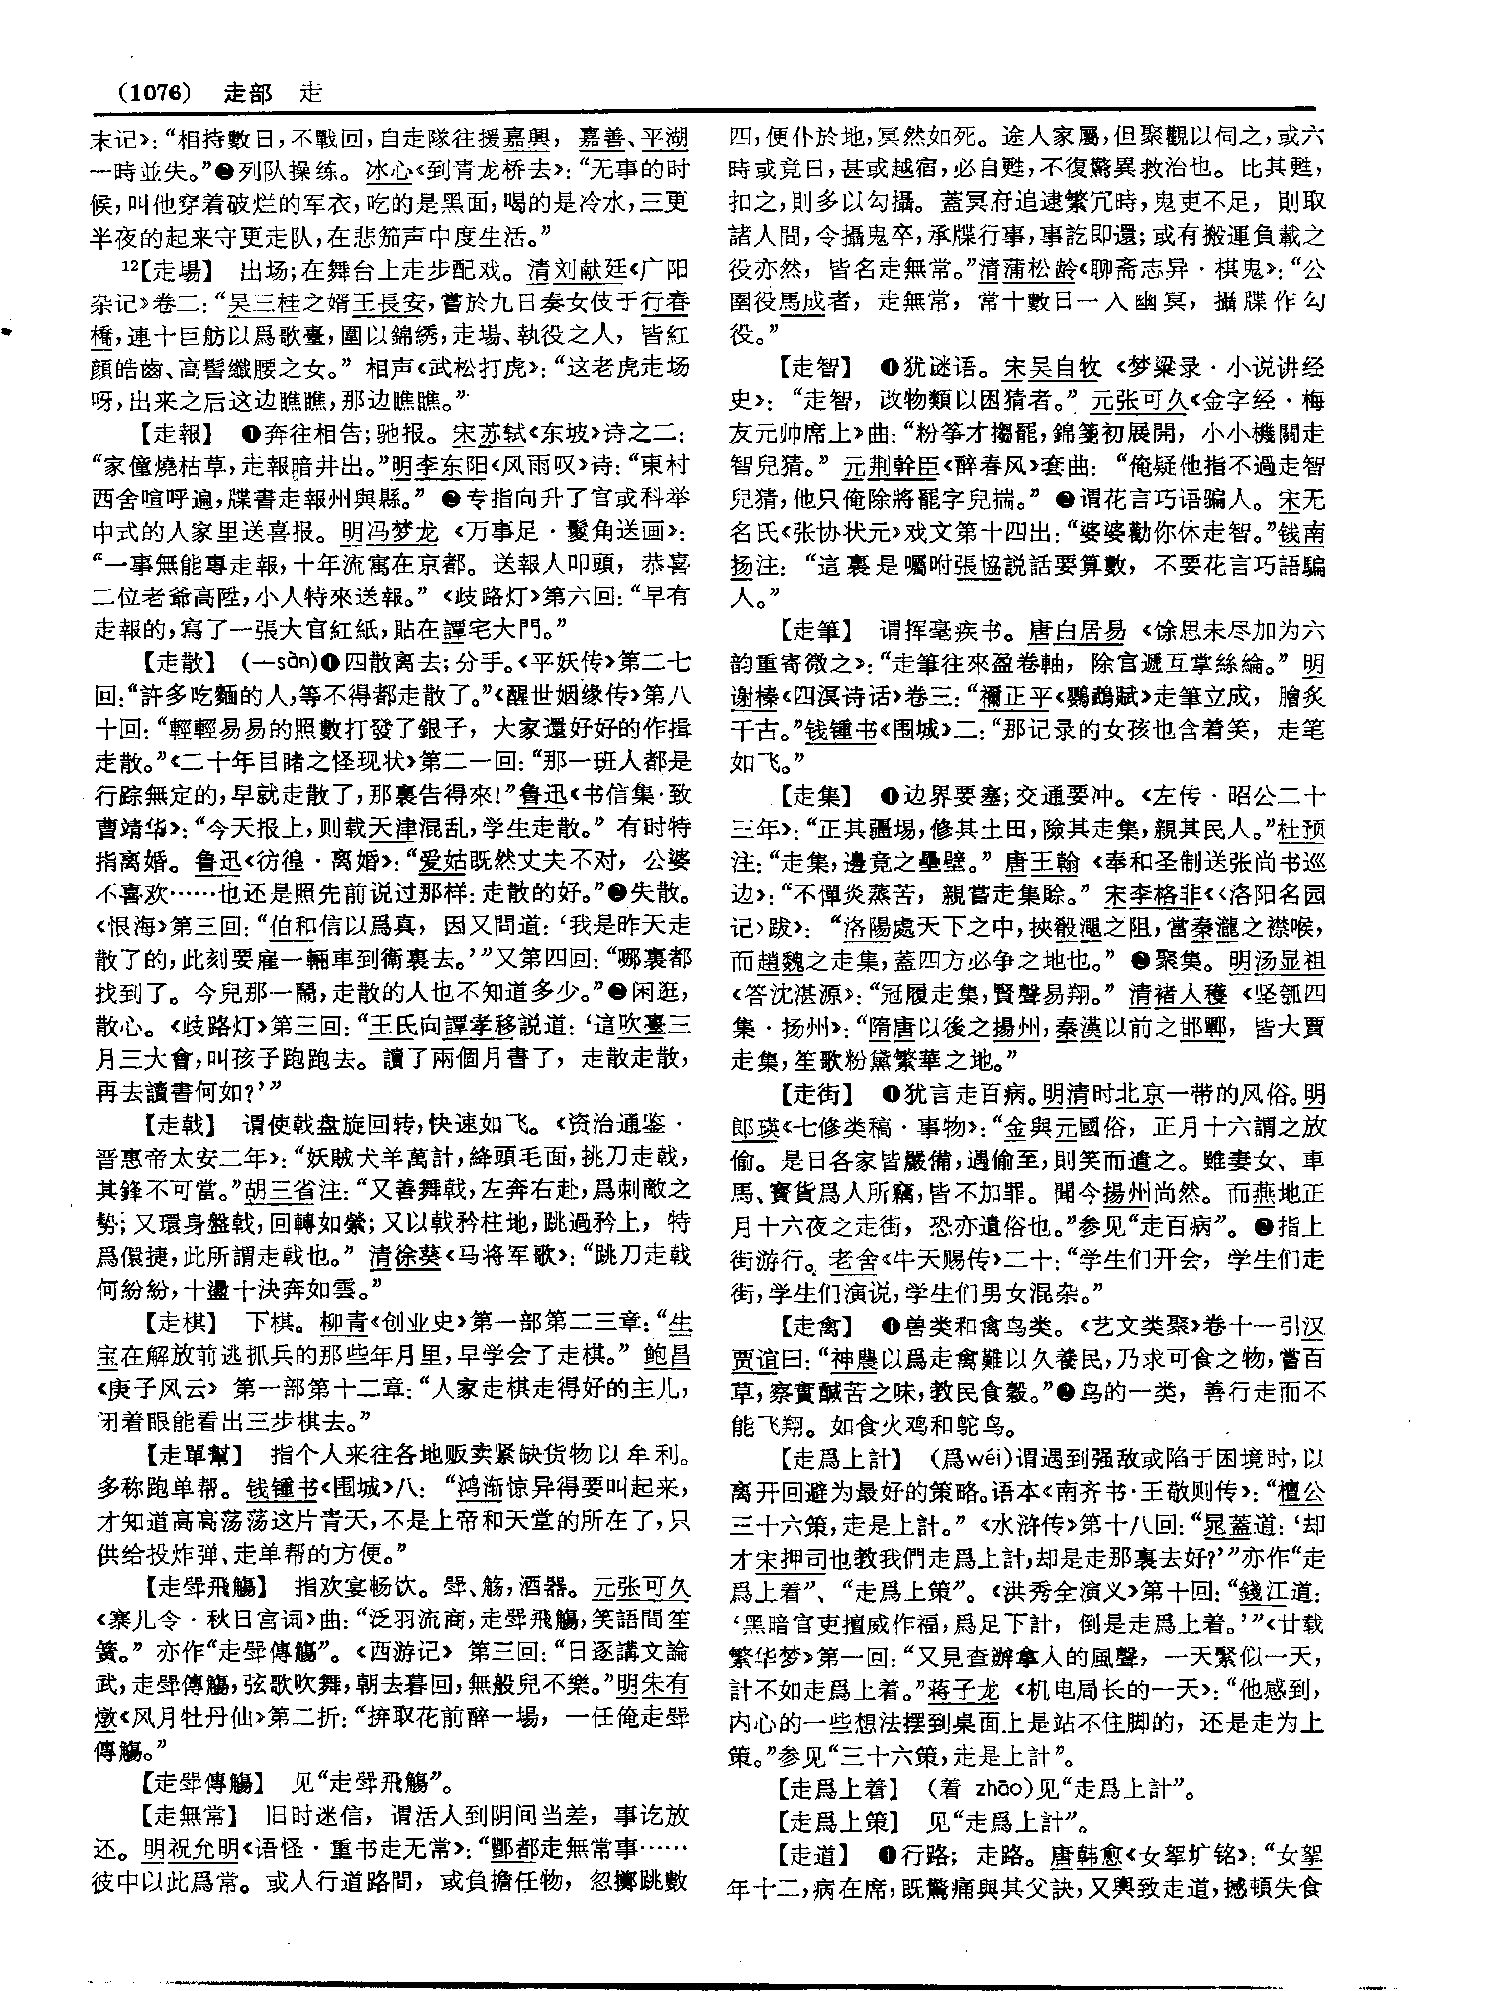 （1076） 走部 走
末记》：“相持數日，不戰回，自走隊往援嘉興，嘉善、平湖
一時並失。”❷列队操练。冰心《到青龙桥去》：“无事的时
候，叫他穿着破烂的军衣，吃的是黑面，喝的是冷水，三更
半夜的起来守更走队，在悲笳声中度生活。”
12【走場】 出场；在舞台上走步配戏。清刘献廷《广阳
杂记》卷二：“吴三桂之婿王長安，嘗於九日奏女伎于行春
橋，連十巨舫以爲歌臺，圍以錦绣，走場、執役之人，皆紅
顔皓齒、高髻纖腰之女。”相声《武松打虎》：“这老虎走场
呀，出来之后这边瞧瞧，那边瞧瞧。”
【走報】 ❶奔往相告；驰报。宋苏轼《东坡》诗之二：
“家僮燒枯草，走報暗井出。”明李东阳《风雨叹》诗：“東村
西舍喧呼遍，牒書走報州與縣。”❷专指向升了官或科举
中式的人家里送喜报。明冯梦龙《万事足·鬟角送画》：
“一事無能專走報，十年流寓在京都。送報人叩頭，恭喜
二位老爺高陞，小人特來送報。”《歧路灯》第六回：“早有
走報的，寫了一張大官紅紙，貼在譚宅大門。”
【走散】 （—sàn）❶四散离去；分手。《平妖传》第二七
回：“許多吃麵的人，等不得都走散了。”《醒世姻缘传》第八
十回：“輕輕易易的照數打發了銀子，大家還好好的作揖
走散。”《二十年目睹之怪现状》第二一回：“那一班人都是
行踪無定的，早就走散了，那裏告得來！”鲁迅《书信集·致
曹靖华》：“今天报上，则载天津混乱，学生走散。”有时特
指离婚。鲁迅《彷徨·离婚》：“爱姑既然丈夫不对，公婆
不喜欢……也还是照先前说过那样：走散的好。”❷失散。
《恨海》第三回：“伯和信以爲真，因又問道：‘我是昨天走
散了的，此刻要雇一輛車到衛裏去。’”又第四回：“哪裏都
找到了。今兒那一鬧，走散的人也不知道多少。”❸闲逛，
散心。《歧路灯》第三回：“王氏向譚孝移説道：‘這吹臺三
月三大會，叫孩子跑跑去。讀了兩個月書了，走散走散，
再去讀書何如？’”
【走戟】 谓使戟盘旋回转，快速如飞。《资治通鉴·
晋惠帝太安二年》：“妖賊犬羊萬計，絳頭毛面，挑刀走戟，
其鋒不可當。”胡三省注：“又善舞戟，左奔右赴，爲刺敵之
勢；又環身盤戟，回轉如縈；又以戟矜柱地，跳過矜上，特
爲儇捷，此所謂走戟也。”清徐葵《马将军歌》：“跳刀走戟
何紛紛，十盪十決奔如雲。”
【走棋】 下棋。柳青《创业史》第一部第二三章：“生
宝在解放前逃抓兵的那些年月里，早学会了走棋。”鲍昌
《庚子风云》第一部第十二章：“人家走棋走得好的主儿，
闭着眼能看出三步棋去。”
【走單幫】 指个人来往各地贩卖紧缺货物以牟利。
多称跑单帮。钱锺书《围城》八：“鸿渐惊异得要叫起来，
才知道高高荡荡这片青天，不是上帝和天堂的所在了，只
供给投炸弹、走单帮的方便。”
【走斝飛觴】 指欢宴畅饮。斝、觞，酒器。元张可久
《寨儿令·秋日宫词》曲：“泛羽流商，走斝飛觴，笑語間笙
簧。”亦作“走斝傳觴”。《西游记》第三回：“日逐講文論
武，走斝傳觴，弦歌吹舞，朝去暮回，無般兒不樂。”明朱有
燉《风月牡丹仙》第二折：“拚取花前醉一場，一任俺走斝
傳觴。”
【走斝傳觴】 见“走斝飛觴”。
【走無常】 旧时迷信，谓活人到阴间当差，事讫放
还。明祝允明《语怪·重书走无常》：“酆都走無常事……
彼中以此爲常。或人行道路間，或負擔任物，忽擲跳數
四，便仆於地，冥然如死。途人家屬，但聚觀以伺之，或六
時或竟日，甚或越宿，必自甦，不復驚異救治也。比其甦，
扣之，則多以勾攝。蓋冥府追逮繁冗時，鬼吏不足，則取
諸人間，令攝鬼卒，承牒行事，事訖即還；或有搬運負載之
役亦然，皆名走無常。”清蒲松龄《聊斋志异·棋鬼》：“公
圉役馬成者，走無常，常十數日一入幽冥，攝牒作勾
役。”
【走智】 ❶犹谜语。宋吴自牧《梦粱录·小说讲经
史》：“走智，改物類以困猜者。”元张可久《金字经·梅
友元帅席上》曲：“粉筝才搊罷，錦箋初展開，小小機關走
智兒猜。”元荆幹臣《醉春风》套曲：“俺疑他指不過走智
兒猜，他只俺除將罷字兒揣。”❷谓花言巧语骗人。宋无
名氏《张协状元》戏文第十四出：“婆婆勸你休走智。”钱南
扬注：“這裏是囑咐張協説話要算數，不要花言巧語騙
人。”
【走筆】 谓挥毫疾书。唐白居易《馀思未尽加为六
韵重寄微之》：“走筆往來盈卷軸，除官遞互掌絲綸。”明
谢榛《四溟诗话》卷三：“禰正平《鸚鵡賦》走筆立成，膾炙
千古。”钱锺书《围城》二：“那记录的女孩也含着笑，走笔
如飞。”
【走集】 ❶边界要塞；交通要冲。《左传·昭公二十
三年》：“正其疆埸，修其土田，險其走集，親其民人。”杜预
注：“走集，邊竟之壘壁。”唐王翰《奉和圣制送张尚书巡
边》：“不憚炎蒸苦，親嘗走集賒。”宋李格非《〈洛阳名园
记〉跋》：“洛陽處天下之中，挾殽澠之阻，當秦瀧之襟喉，
而趙魏之走集，蓋四方必争之地也。”❷聚集。明汤显祖
《答沈湛源》：“冠履走集，賢聲易翔。”清褚人穫《坚瓠四
集·扬州》：“隋唐以後之揚州，秦漢以前之邯鄲，皆大賈
走集，笙歌粉黛繁華之地。”
【走街】 ❶犹言走百病。明清时北京一带的风俗。明
郎瑛《七修类稿·事物》：“金與元國俗，正月十六謂之放
偷。是日各家皆嚴備，遇偷至，則笑而遣之。雖妻女、車
馬、寶貨爲人所竊，皆不加罪。聞今揚州尚然。而燕地正
月十六夜之走街，恐亦遺俗也。”参见“走百病”。❷指上
街游行。老舍《牛天赐传》二十：“学生们开会，学生们走
街，学生们演说，学生们男女混杂。”
【走禽】 ❶兽类和禽鸟类。《艺文类聚》卷十一引汉
贾谊曰：“神農以爲走禽難以久養民，乃求可食之物，嘗百
草，察實鹹苦之味，教民食穀。”❷鸟的一类，善行走而不
能飞翔。如食火鸡和鸵鸟。
【走爲上計】 （爲wéi）谓遇到强敌或陷于困境时，以
离开回避为最好的策略。语本《南齐书·王敬则传》：“檀公
三十六策，走是上計。”《水浒传》第十八回：“晁蓋道：‘却
才宋押司也教我們走爲上計，却是走那裏去好？’”亦作“走
爲上着”、“走爲上策”。《洪秀全演义》第十回：“錢江道：
‘黑暗官吏擅威作福，爲足下計，倒是走爲上着。’”《廿载
繁华梦》第一回：“又見查辦拿人的風聲，一天緊似一天，
計不如走爲上着。”蒋子龙《机电局长的一天》：“他感到，
内心的一些想法摆到桌面上是站不住脚的，还是走为上
策。”参见“三十六策，走是上計”。
【走爲上着】 （着 zhāo）见“走爲上計”。
【走爲上策】 见“走爲上計”。
【走道】 ❶行路；走路。唐韩愈《女挐圹铭》：“女挐
年十二，病在席；既驚痛與其父訣，又輿致走道，撼頓失食